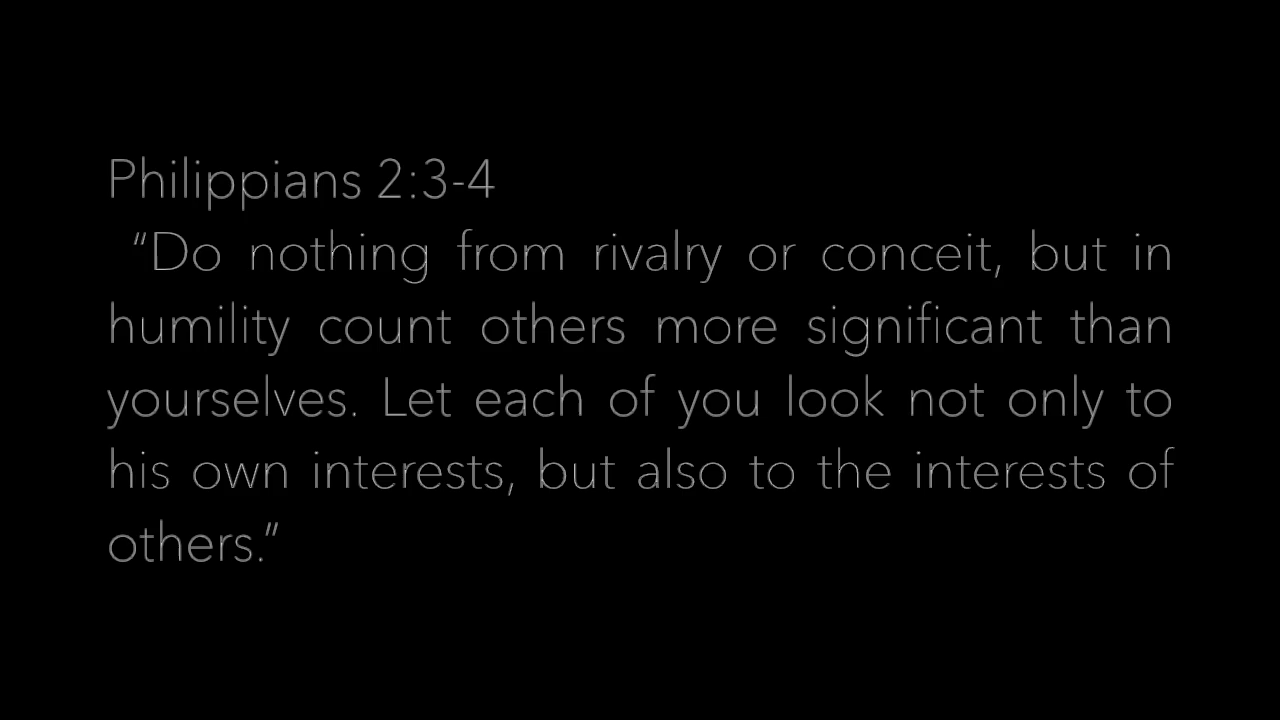 Philippians 2:3-4
“Do nothing from rivalry or conceit, but in
humility count others more significant than
yourselves. Let each of you look not only to
his own interests, but also to the interests of
others.”